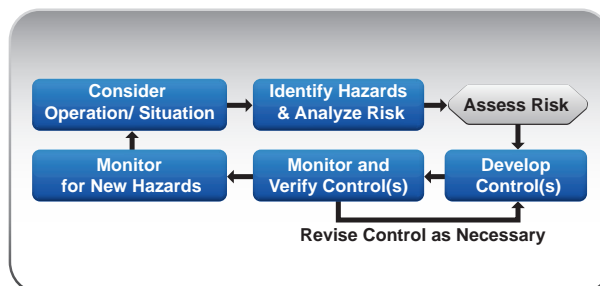 Consider
Operation/ Situation
Identify Hazards
& Analyze Risk
Assess Risk
Monitor
for New Hazards
Monitor and
Verify Control(s)
Develop
Control(s)
Revise Control as Necessary